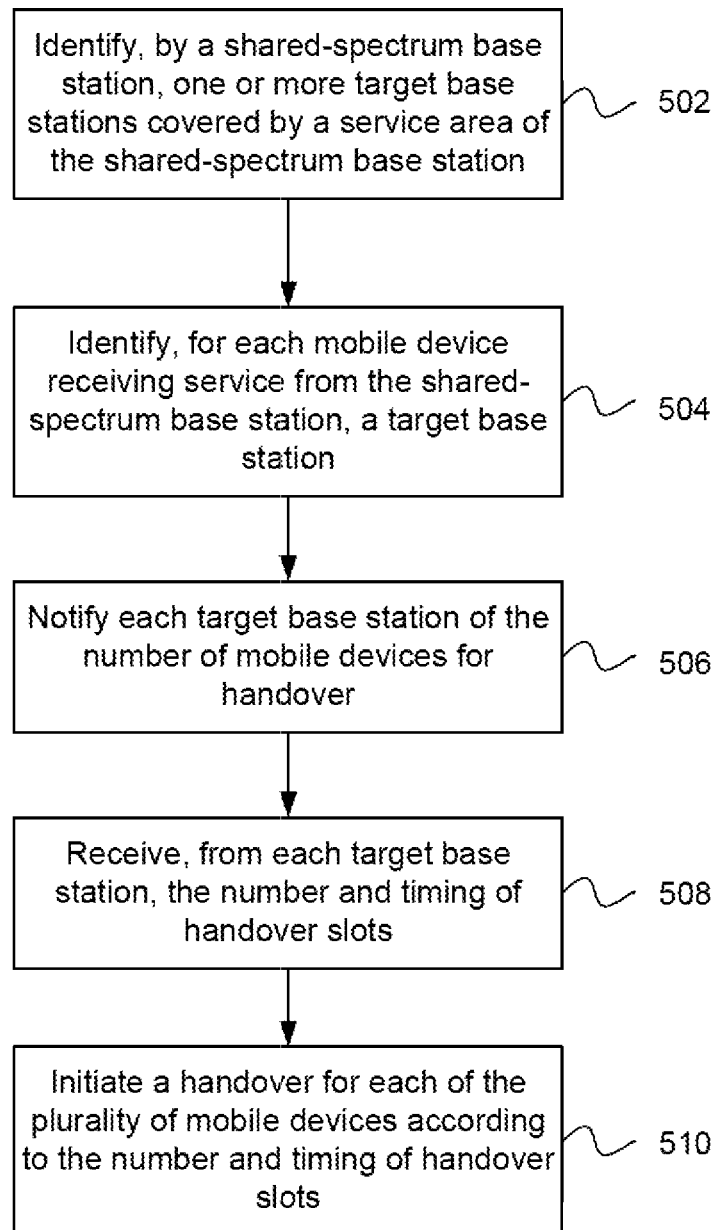 Identify, by a shared-spectrum base
station, one or more target base
stations covered by a service area of
the shared-spectrum base station
502
Identify, for each mobile device
receiving service from the shared-
spectrum base station, a target base
station
504
Notify each target base station of the
number of mobile devices for
handover
506
Receive, from each target base
station, the number and timing of
handover slots
508
Initiate a handover for each of the
plurality of mobile devices according
to the number and timing of handover
slots
510